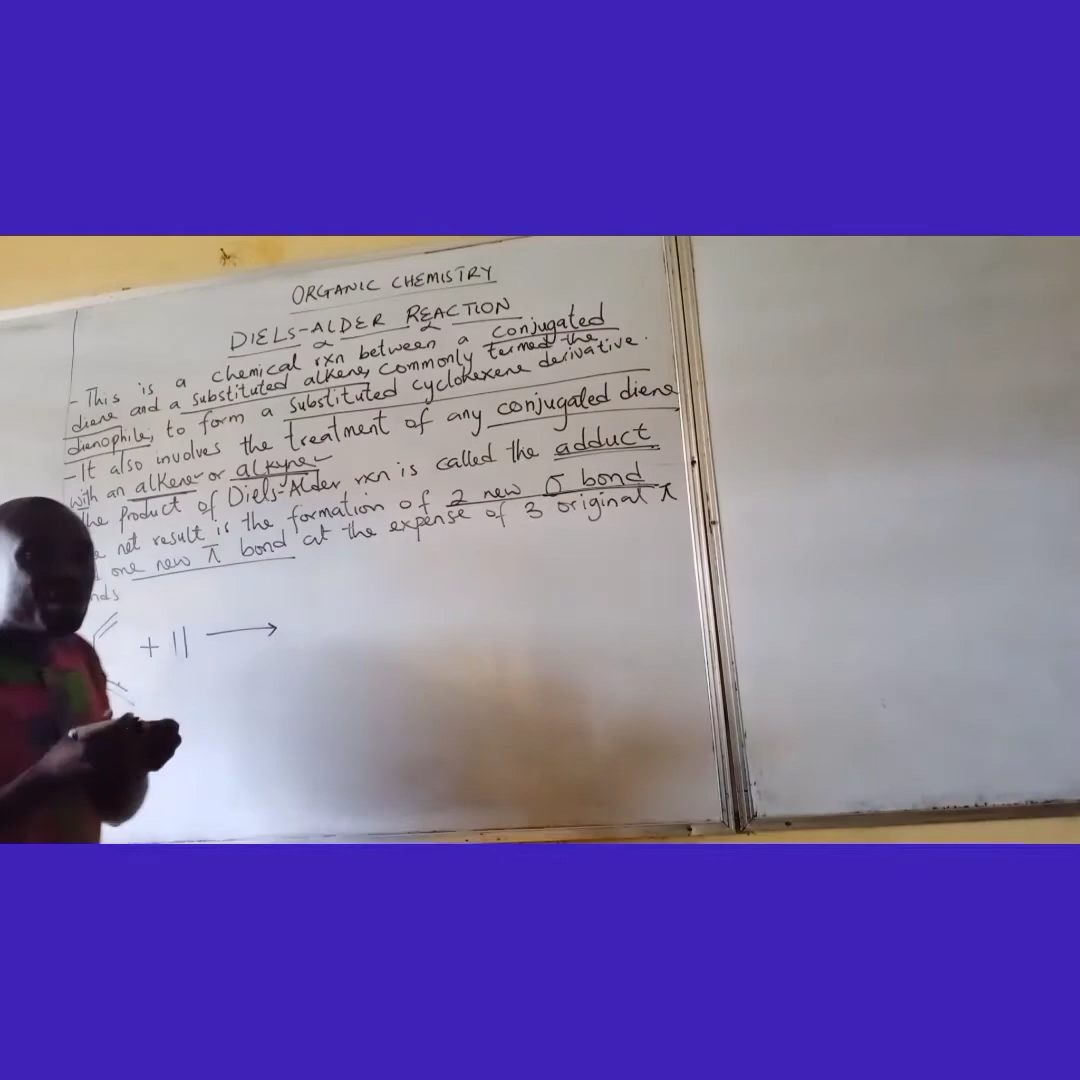 ORGANIC CHEMISTRY
DIELS-ALDER REACTION
- This is a chemical rxn between a conjugated
diene and a substituted alkene, commonly termed the
dienophile, to form a substituted cyclohexene derivative.
- It also involves the treatment of any conjugated diene
with an alkene or alkyne
the product of Diels-Alder rxn is called the adduct
net result is the formation of 2 new σ bond
one new π bond at the expense of 3 original π
+ || →